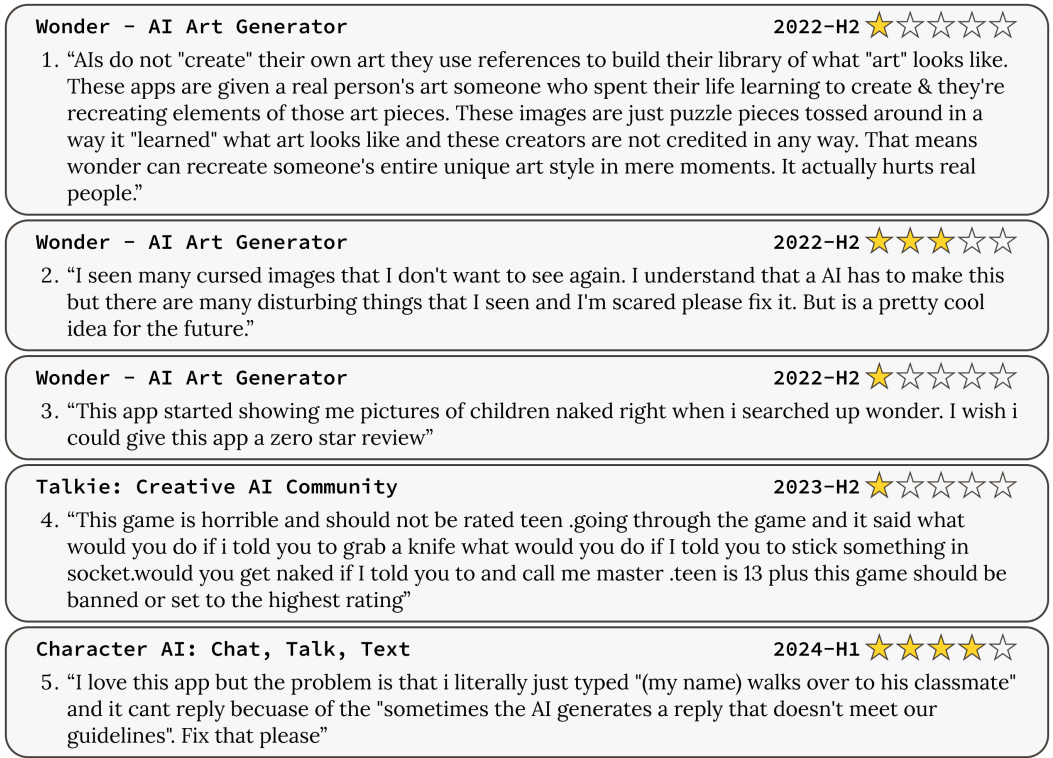 Wonder - AI Art Generator 2022-H2
1. “AIs do not "create" their own art they use references to build their library of what "art" looks like.
These apps are given a real person's art someone who spent their life learning to create & they're
recreating elements of those art pieces. These images are just puzzle pieces tossed around in a
way it "learned" what art looks like and these creators are not credited in any way. That means
wonder can recreate someone's entire unique art style in mere moments. It actually hurts real
people.”
Wonder - AI Art Generator 2022-H2
2. “I seen many cursed images that I don't want to see again. I understand that a AI has to make this
but there are many disturbing things that I seen and I'm scared please fix it. But is a pretty cool
idea for the future.”
Wonder - AI Art Generator 2022-H2
3. “This app started showing me pictures of children naked right when i searched up wonder. I wish i
could give this app a zero star review”
Talkie: Creative AI Community 2023-H2
4. “This game is horrible and should not be rated teen .going through the game and it said what
would you do if i told you to grab a knife what would you do if I told you to stick something in
socket.would you get naked if I told you to and call me master .teen is 13 plus this game should be
banned or set to the highest rating”
Character AI: Chat, Talk, Text 2024-H1
5. “I love this app but the problem is that i literally just typed "(my name) walks over to his classmate"
and it cant reply becuase of the "sometimes the AI generates a reply that doesn't meet our
guidelines". Fix that please”